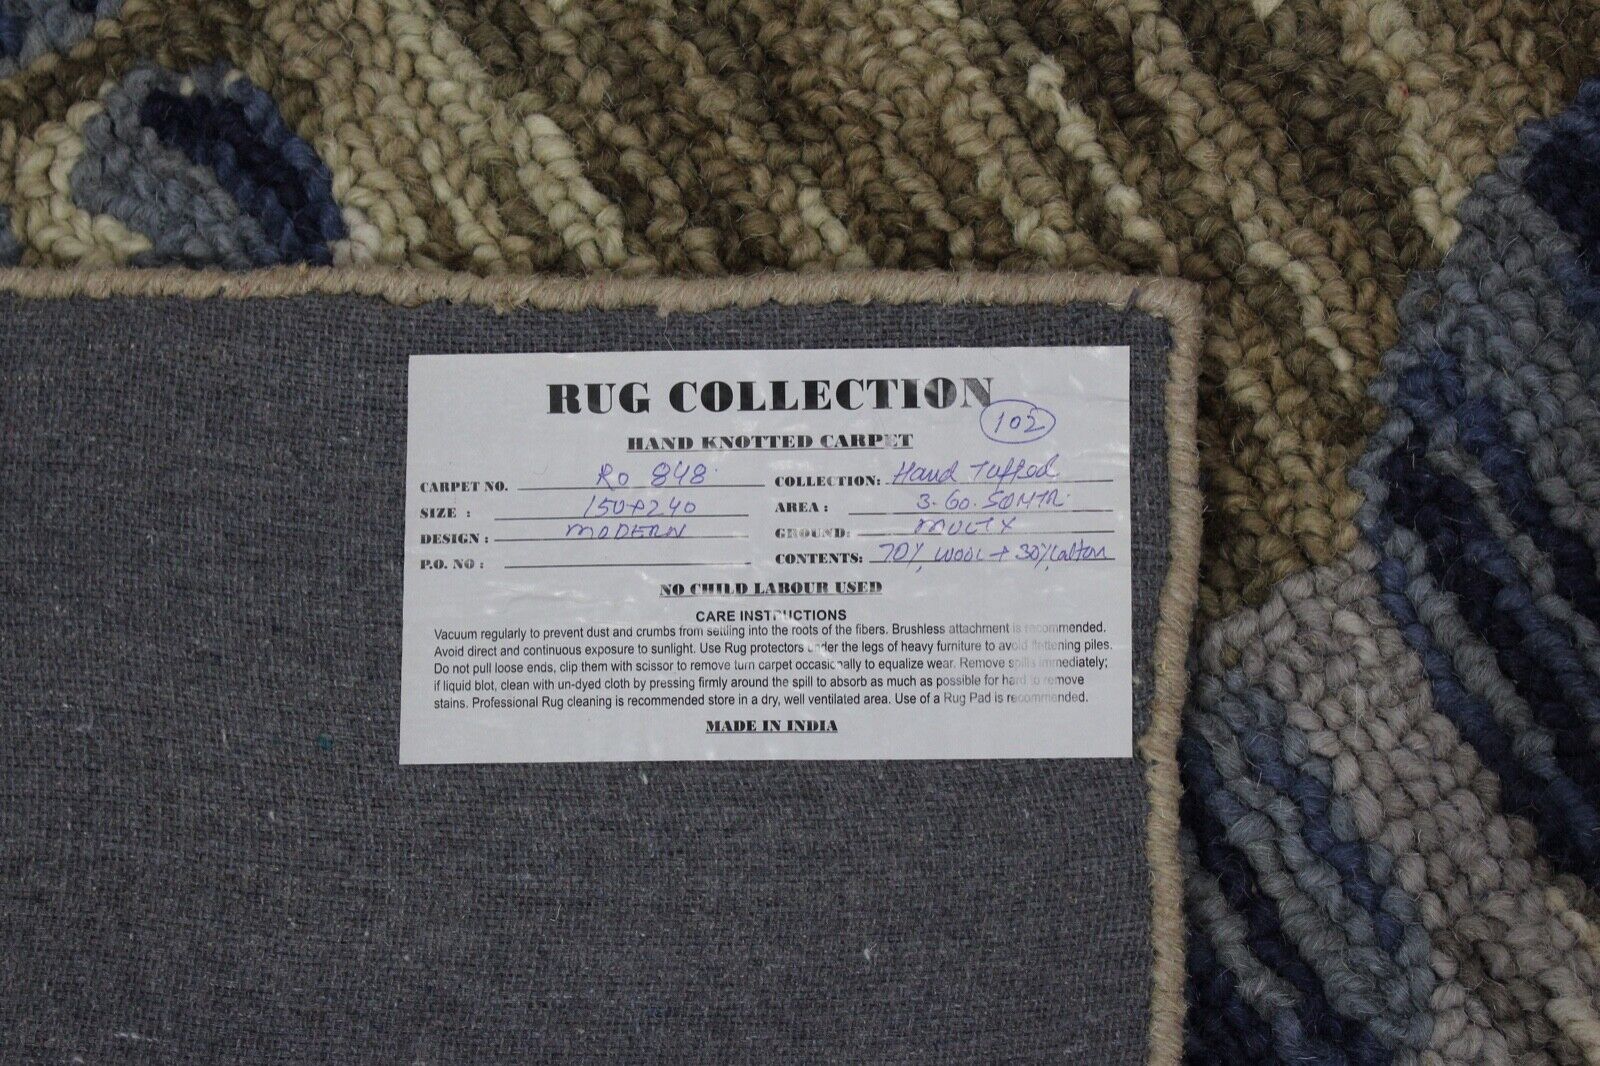 RUG COLLECTION
102
HAND KNOTTED CARPET
CARPET NO. RO 848.
COLLECTION: Hand Tuffed
SIZE : 150x240
AREA : 3.60.SQMTR.
DESIGN : MODERN
GROUND: MULTY
P.O. NO :
CONTENTS: 70% WOOL + 30% Cotton
NO CHILD LABOUR USED
CARE INSTRUCTIONS
Vacuum regularly to prevent dust and crumbs from settling into the roots of the fibers. Brushless attachment is recommended.
Avoid direct and continuous exposure to sunlight. Use Rug protectors under the legs of heavy furniture to avoid flettening piles.
Do not pull loose ends, clip them with scissor to remove turn carpet occasionally to equalize wear. Remove spills immediately;
if liquid blot, clean with un-dyed cloth by pressing firmly around the spill to absorb as much as possible for hard to remove
stains. Professional Rug cleaning is recommended store in a dry, well ventilated area. Use of a Rug Pad is recommended.
MADE IN INDIA